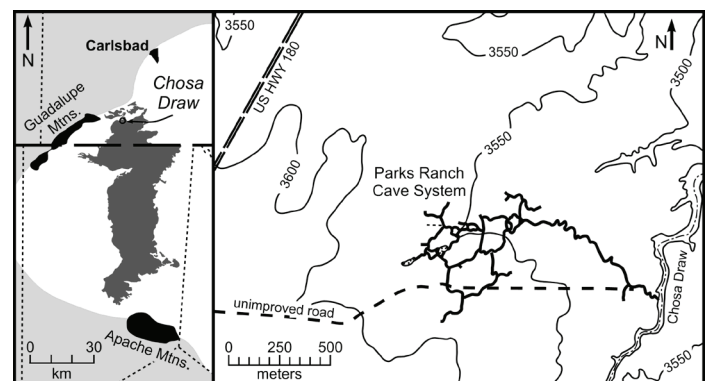 N
Carlsbad
Chosa
Draw
Guadalupe
Mtns.
Apache Mtns.
0 30
km
3550
US HWY 180
3550
N
3500
3550
3600
Parks Ranch
Cave System
unimproved road
Chosa Draw
0 250 500
meters
3550